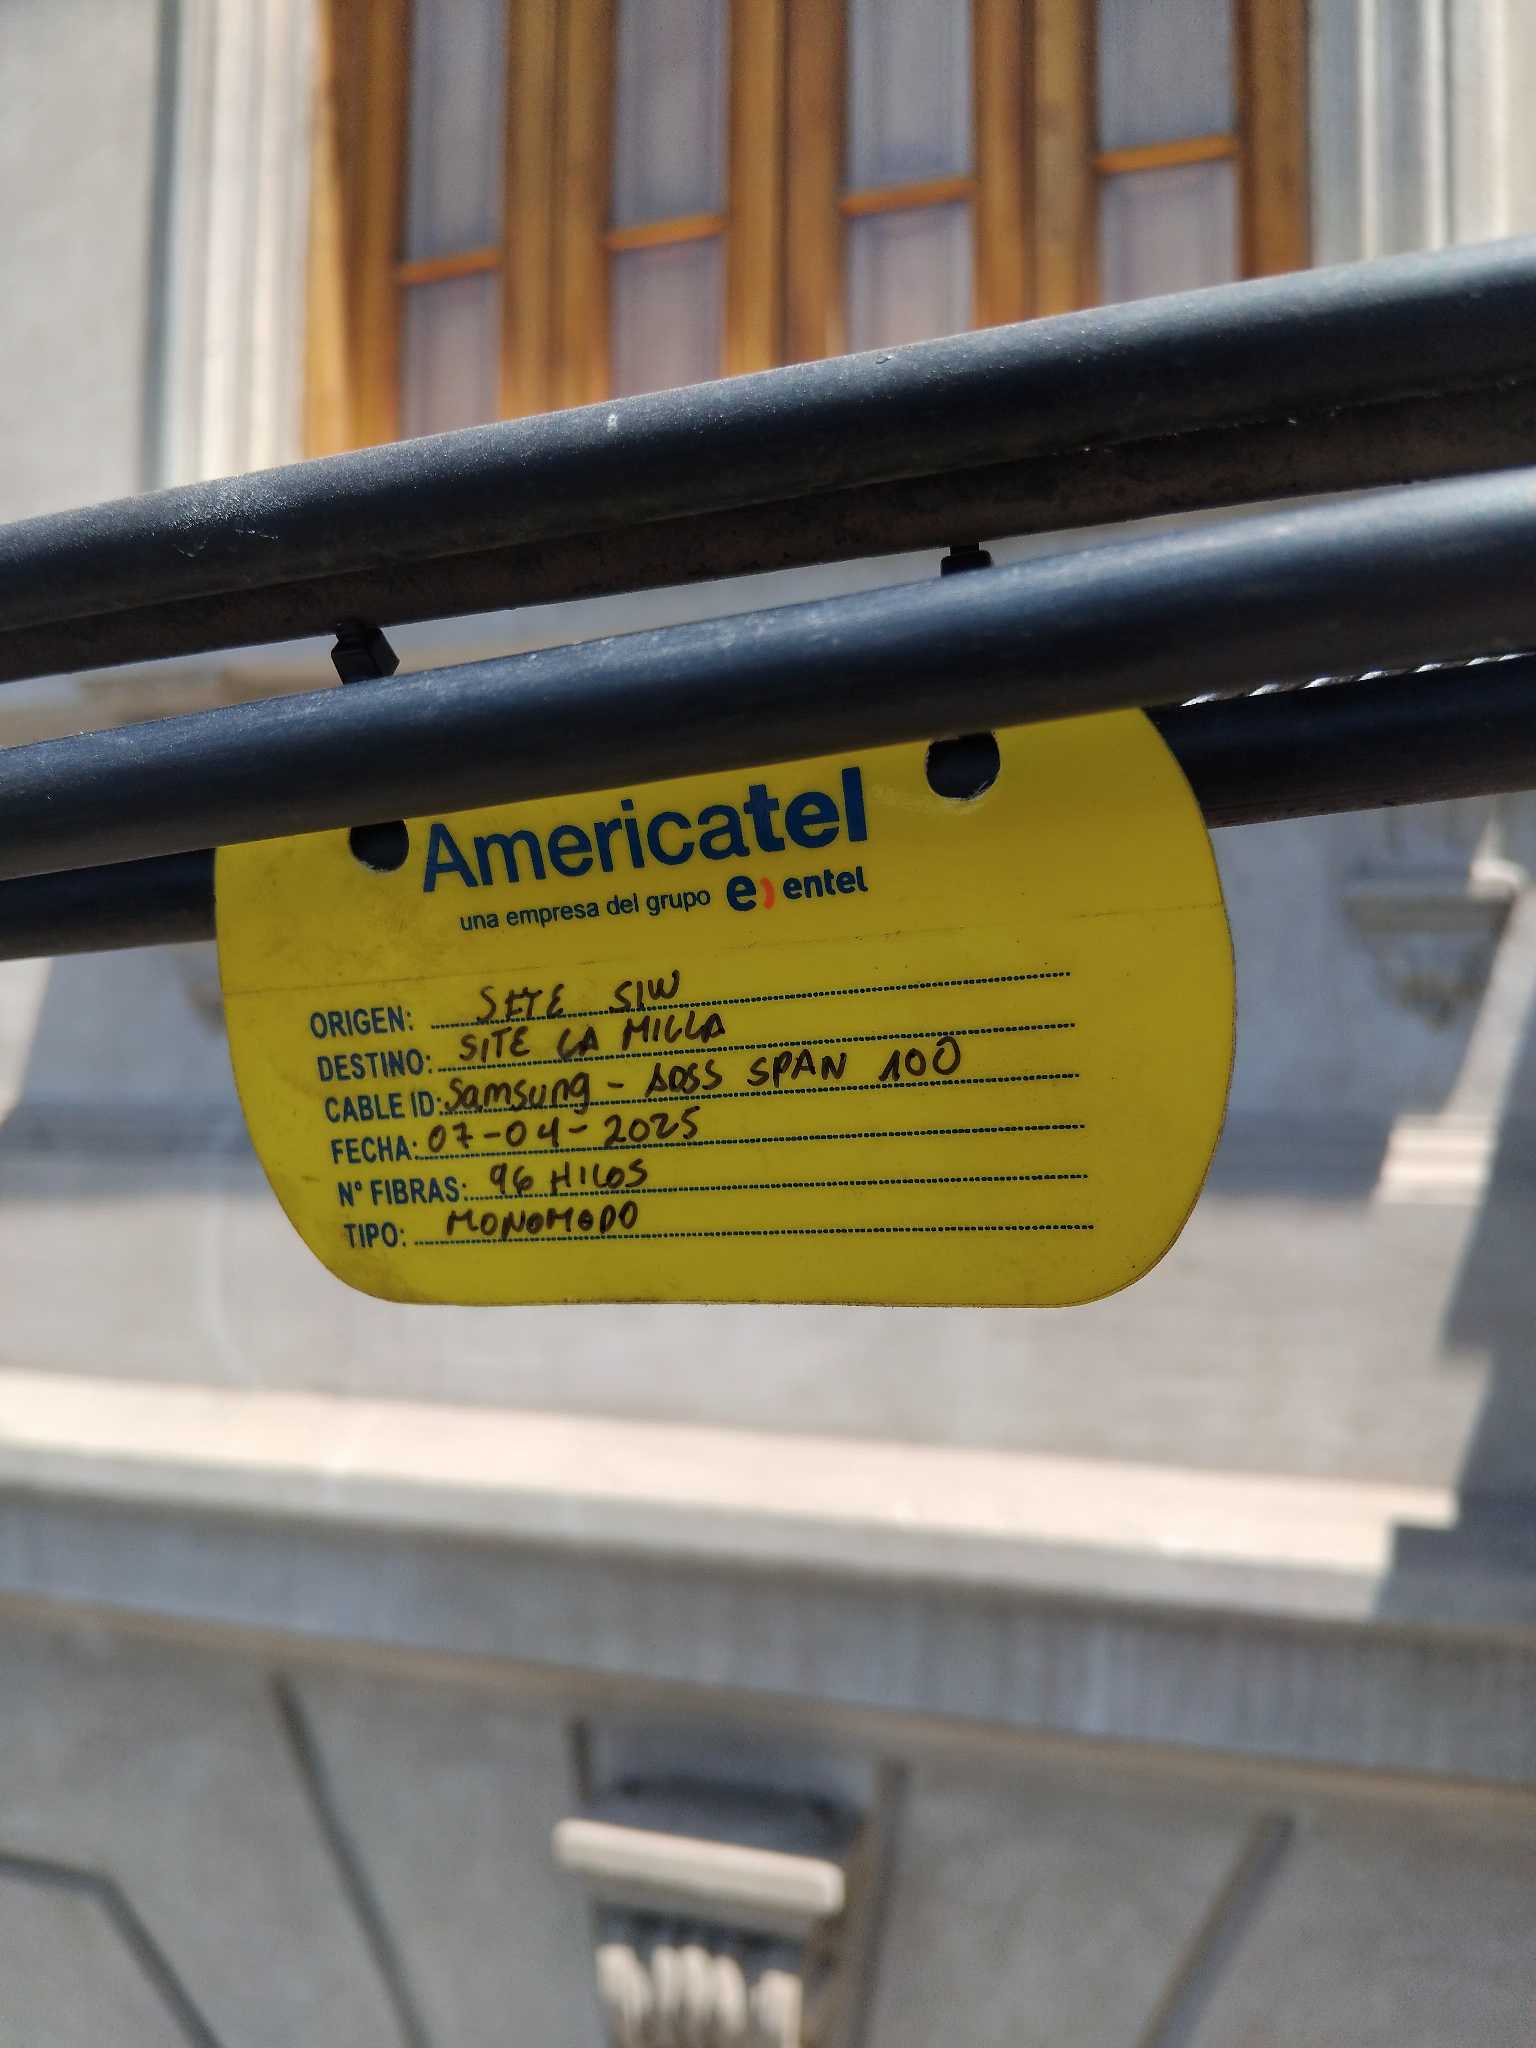 Americatel
una empresa del grupo e) entel
ORIGEN: SITE SIW
DESTINO: SITE LA MILLA
CABLE ID: Samsung - ADSS SPAN 100
FECHA: 07-04-2025
N° FIBRAS: 96 HILOS
TIPO: MONOMODO